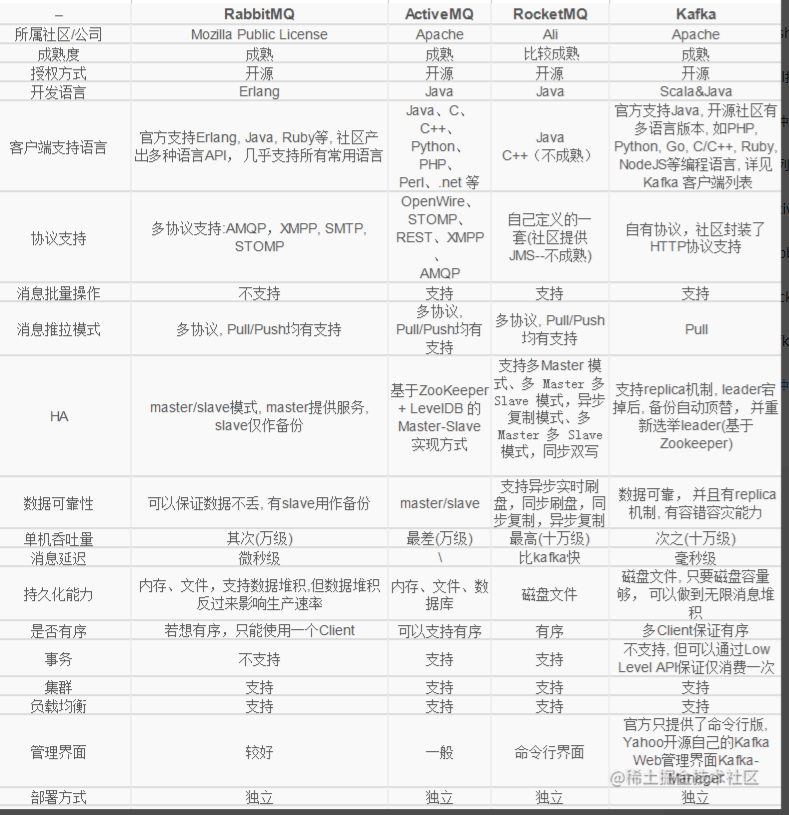 – RabbitMQ ActiveMQ RocketMQ Kafka
所属社区/公司 Mozilla Public License Apache Ali Apache
成熟度 成熟 成熟 比较成熟 成熟
授权方式 开源 开源 开源 开源
开发语言 Erlang Java Java Scala&Java
客户端支持语言
官方支持Erlang, Java, Ruby等, 社区产
出多种语言API， 几乎支持所有常用语言
Java、C、
C++、
Python、
PHP、
Perl、.net 等
Java
C++（不成熟）
官方支持Java, 开源社区有
多语言版本, 如PHP,
Python, Go, C/C++, Ruby,
NodeJS等编程语言, 详见
Kafka 客户端列表
协议支持
多协议支持:AMQP，XMPP, SMTP,
STOMP
OpenWire、
STOMP、
REST、XMPP
、
AMQP
自己定义的一
套(社区提供
JMS--不成熟)
自有协议，社区封装了
HTTP协议支持
消息批量操作 不支持 支持 支持 支持
消息推拉模式
多协议, Pull/Push均有支持
多协议,
Pull/Push均有
支持
多协议, Pull/Push
均有支持
Pull
HA
master/slave模式, master提供服务,
slave仅作备份
基于ZooKeeper
+ LevelDB 的
Master-Slave
实现方式
支持多Master 模
式、多 Master 多
Slave 模式，异步
复制模式、多
Master 多 Slave
模式，同步双写
支持replica机制, leader宕
掉后, 备份自动顶替， 并重
新选举leader(基于
Zookeeper)
数据可靠性
可以保证数据不丢, 有slave用作备份
master/slave
支持异步实时刷
盘，同步刷盘，同
步复制，异步复制
数据可靠， 并且有replica
机制, 有容错容灾能力
单机吞吐量 其次(万级) 最差(万级) 最高(十万级) 次之(十万级)
消息延迟 微秒级 \ 比kafka快 毫秒级
持久化能力
内存、文件，支持数据堆积,但数据堆积
反过来影响生产速率
内存、文件、数
据库
磁盘文件
磁盘文件, 只要磁盘容量
够， 可以做到无限消息堆
积
是否有序 若想有序，只能使用一个Client 可以支持有序 有序 多Client保证有序
事务 不支持 支持 支持
不支持, 但可以通过Low
Level API保证仅消费一次
集群 支持 支持 支持 支持
负载均衡 支持 支持 支持 支持
管理界面 较好 一般 命令行界面
官方只提供了命令行版,
Yahoo开源自己的Kafka
Web管理界面Kafka-
Manager
@稀土掘金技术社区
部署方式 独立 独立 独立 独立